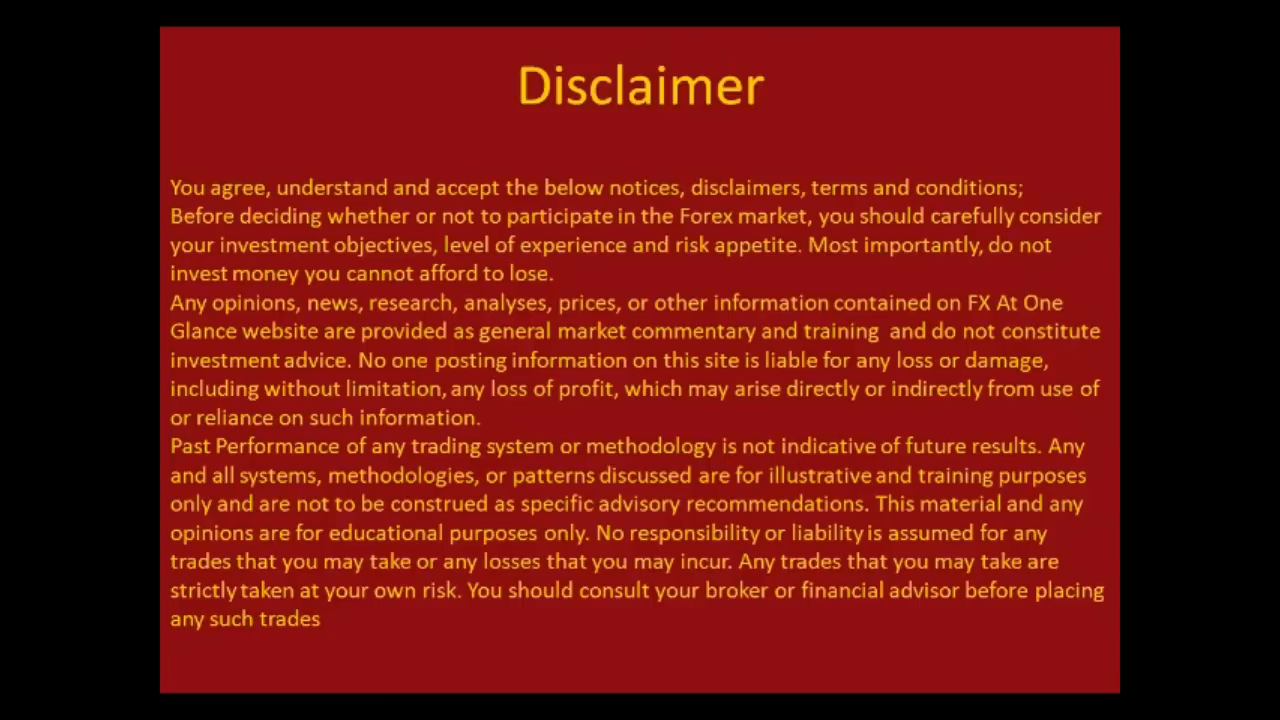 Disclaimer
You agree, understand and accept the below notices, disclaimers, terms and conditions;
Before deciding whether or not to participate in the Forex market, you should carefully consider
your investment objectives, level of experience and risk appetite. Most importantly, do not
invest money you cannot afford to lose.
Any opinions, news, research, analyses, prices, or other information contained on FX At One
Glance website are provided as general market commentary and training and do not constitute
investment advice. No one posting information on this site is liable for any loss or damage,
including without limitation, any loss of profit, which may arise directly or indirectly from use of
or reliance on such information.
Past Performance of any trading system or methodology is not indicative of future results. Any
and all systems, methodologies, or patterns discussed are for illustrative and training purposes
only and are not to be construed as specific advisory recommendations. This material and any
opinions are for educational purposes only. No responsibility or liability is assumed for any
trades that you may take or any losses that you may incur. Any trades that you may take are
strictly taken at your own risk. You should consult your broker or financial advisor before placing
any such trades